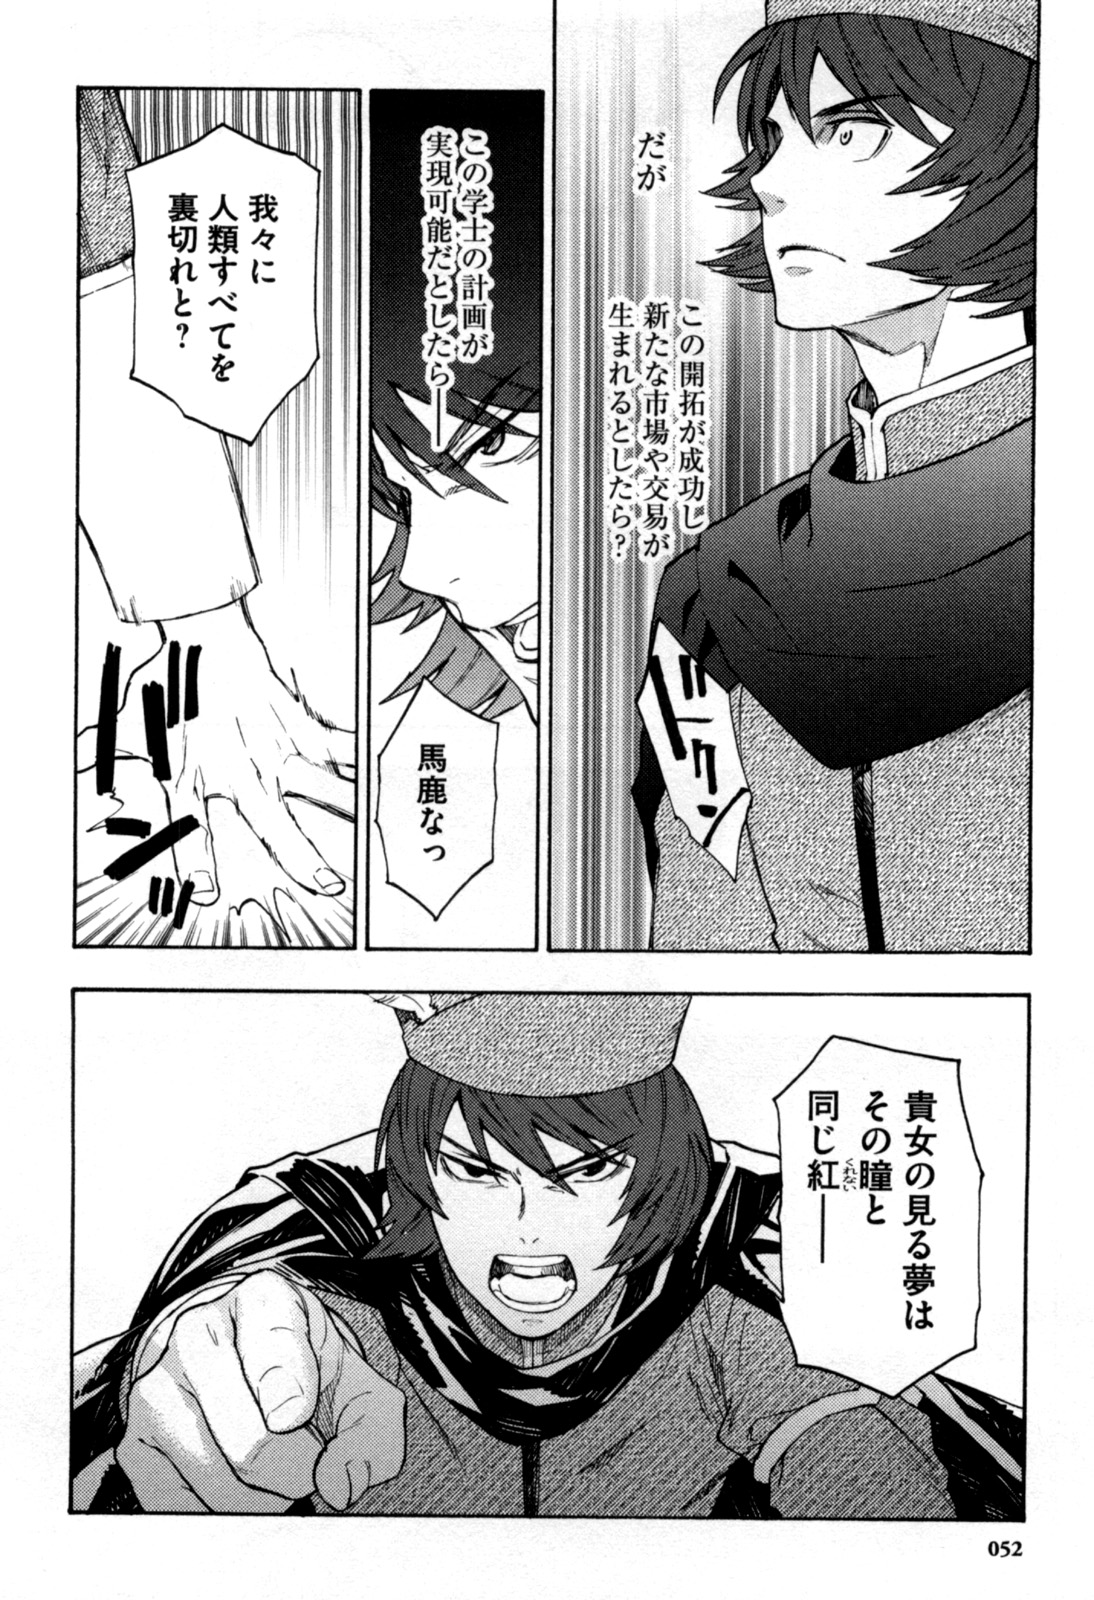 だが
この開拓が成功し
新たな市場や交易が
生まれるとしたら?
ドクン
この学士の計画が
実現可能だとしたら——
馬鹿なっ
我々に
人類すべてを
裏切れと?
バンッ
貴女の見る夢は
その瞳と
同じ紅——
くれない
052